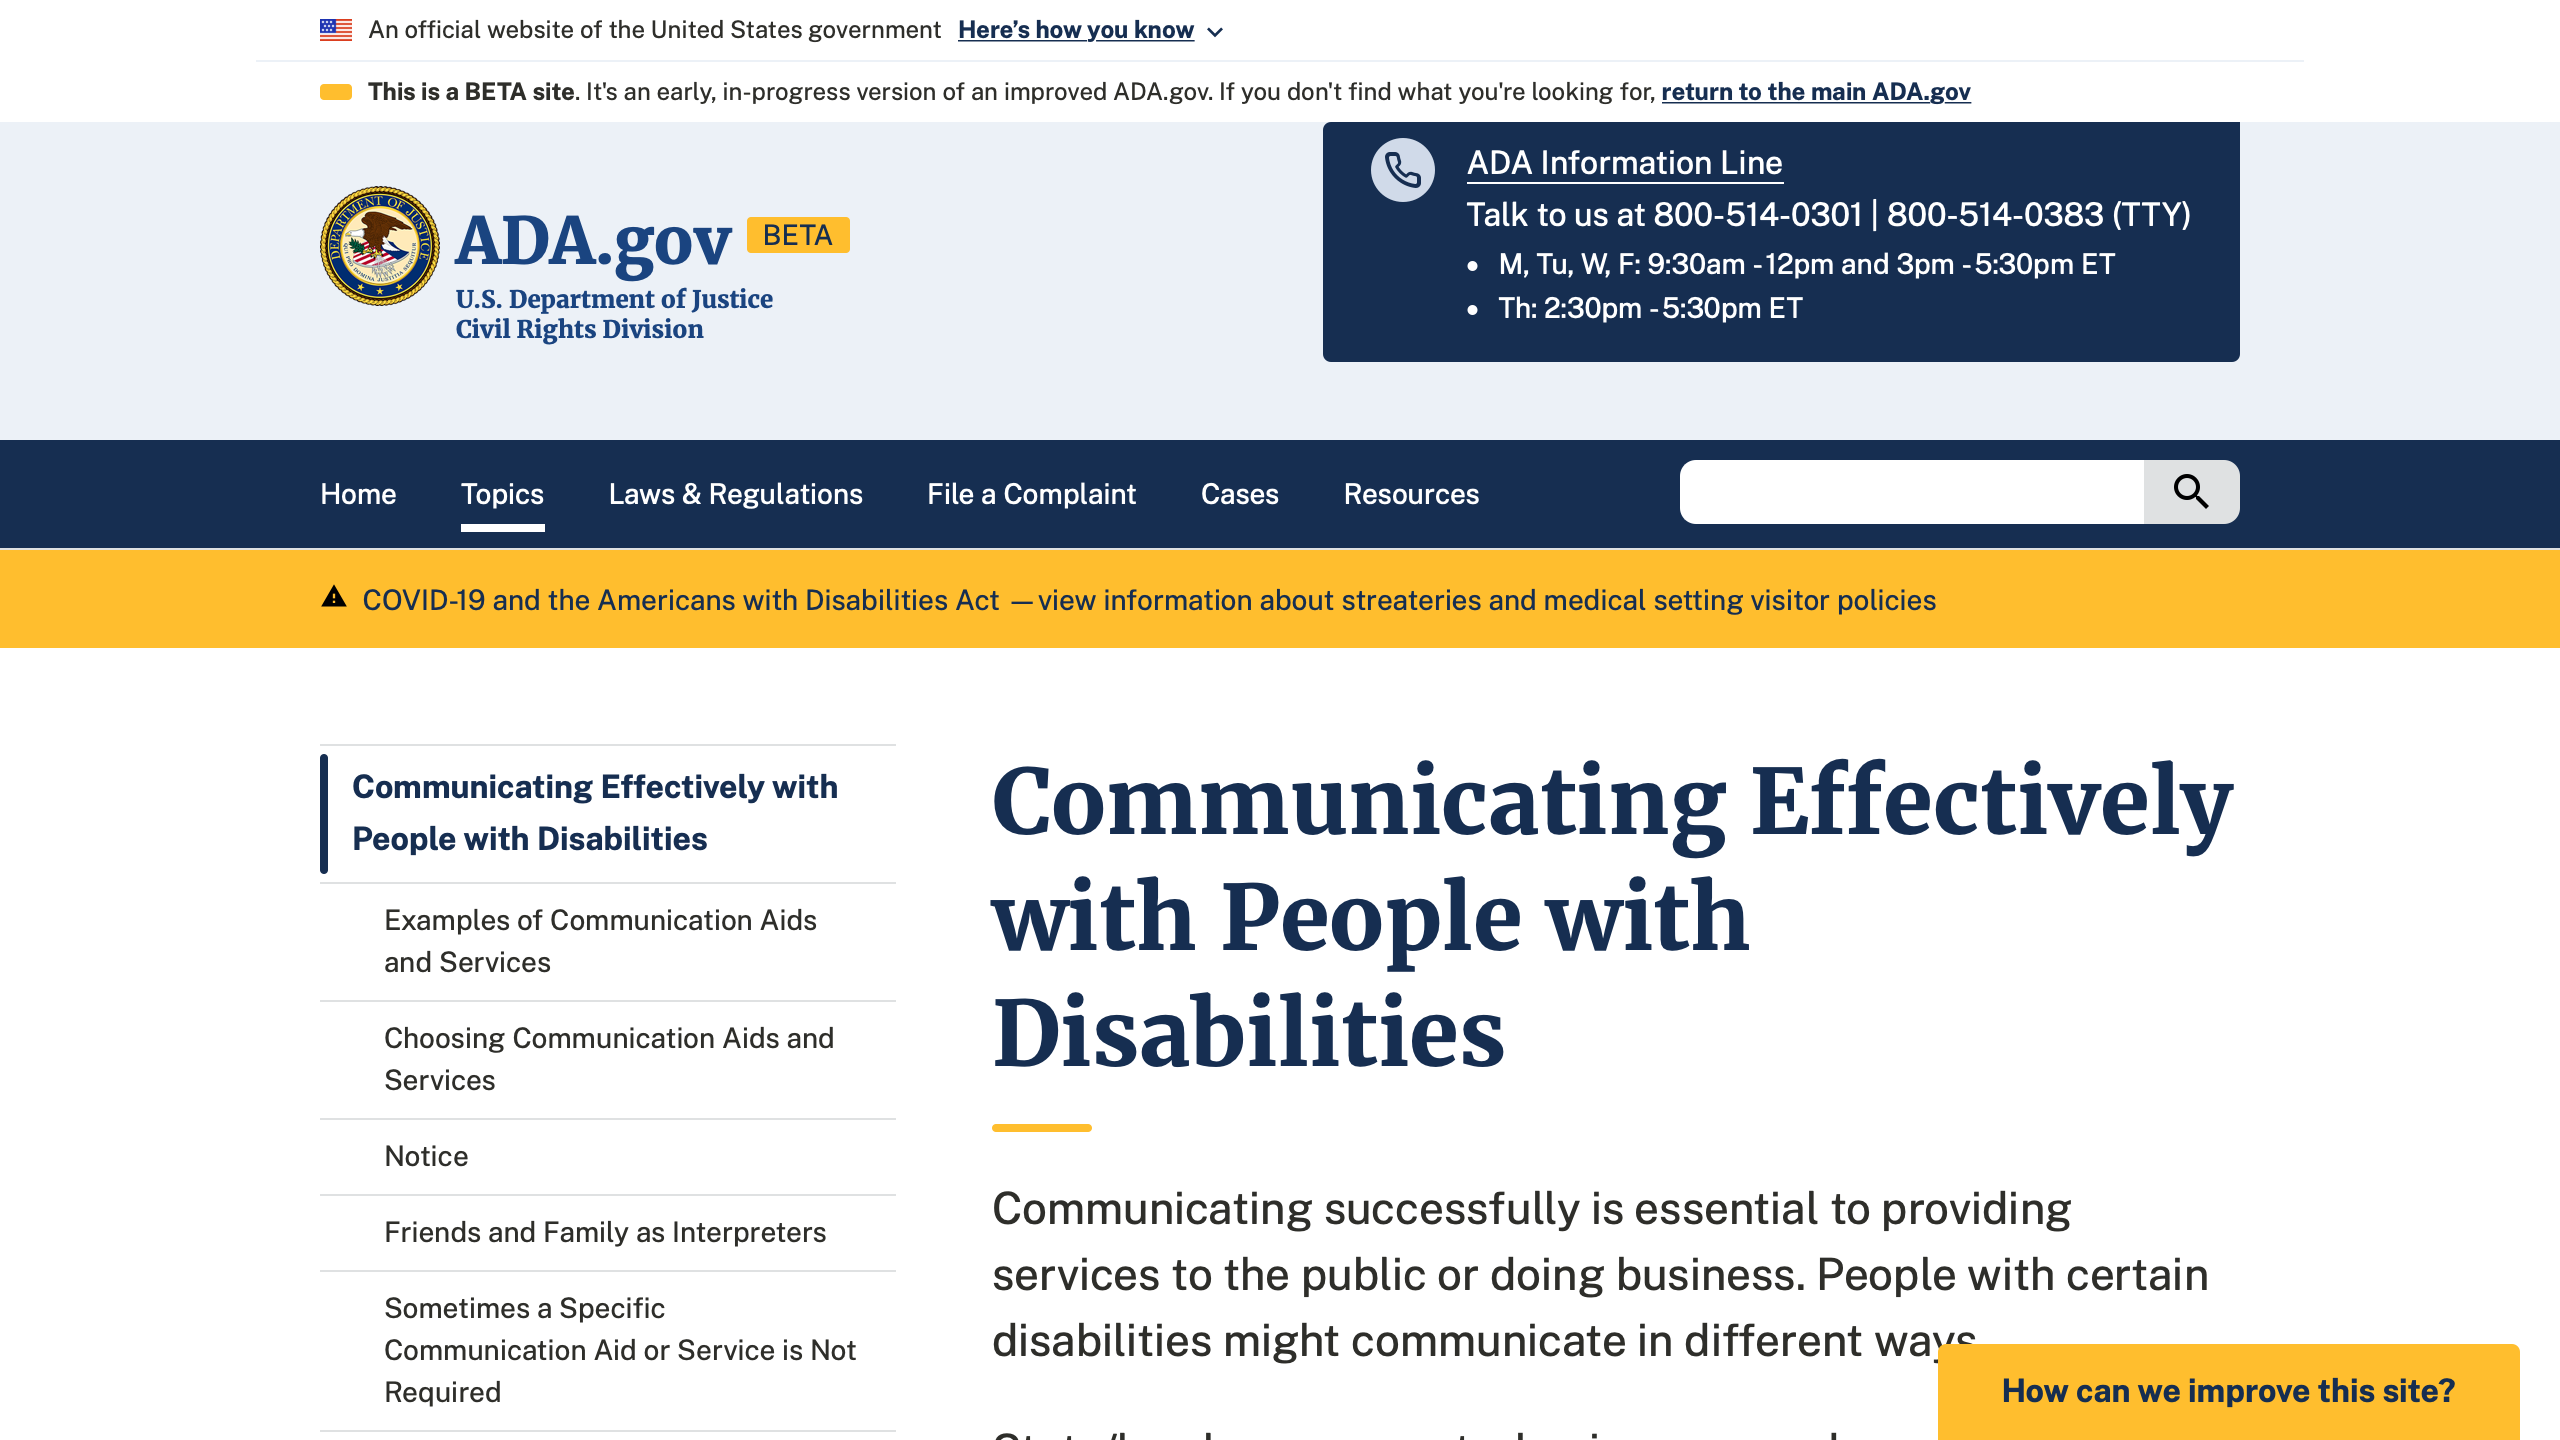 An official website of the United States government Here’s how you know
This is a BETA site. It's an early, in-progress version of an improved ADA.gov. If you don't find what you're looking for, return to the main ADA.gov
ADA.gov BETA
U.S. Department of Justice
Civil Rights Division
ADA Information Line
Talk to us at 800-514-0301 | 800-514-0383 (TTY)
• M, Tu, W, F: 9:30am - 12pm and 3pm - 5:30pm ET
• Th: 2:30pm - 5:30pm ET
Home Topics Laws & Regulations File a Complaint Cases Resources
COVID-19 and the Americans with Disabilities Act — view information about streateries and medical setting visitor policies
Communicating Effectively with
People with Disabilities
Examples of Communication Aids
and Services
Choosing Communication Aids and
Services
Notice
Friends and Family as Interpreters
Sometimes a Specific
Communication Aid or Service is Not
Required
Communicating Effectively
with People with
Disabilities
Communicating successfully is essential to providing
services to the public or doing business. People with certain
disabilities might communicate in different ways.
How can we improve this site?